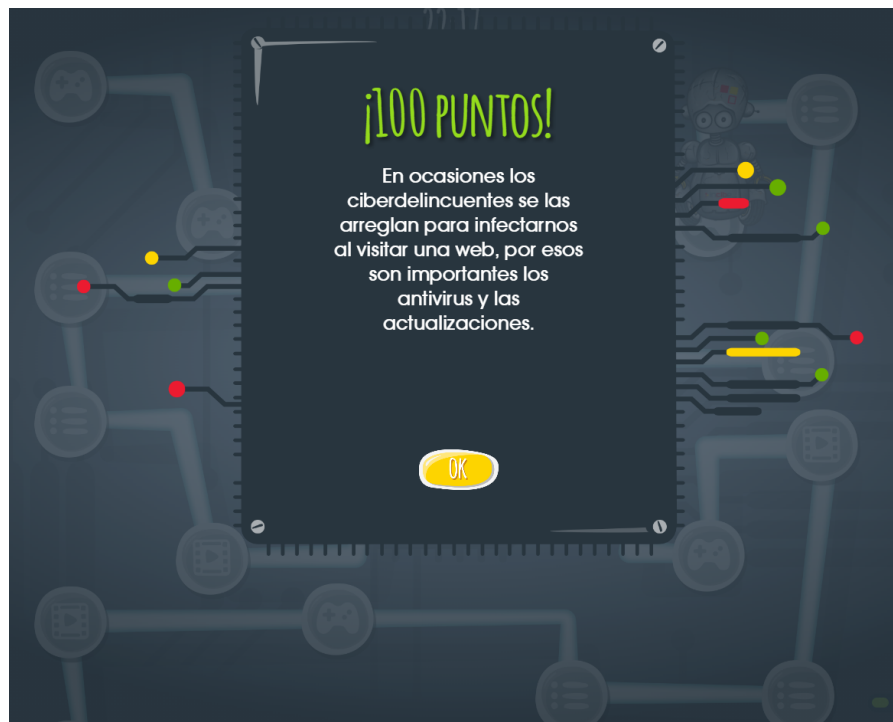 ¡100 PUNTOS!
En ocasiones los
ciberdelincuentes se las
arreglan para infectarnos
al visitar una web, por esos
son importantes los
antivirus y las
actualizaciones.
OK